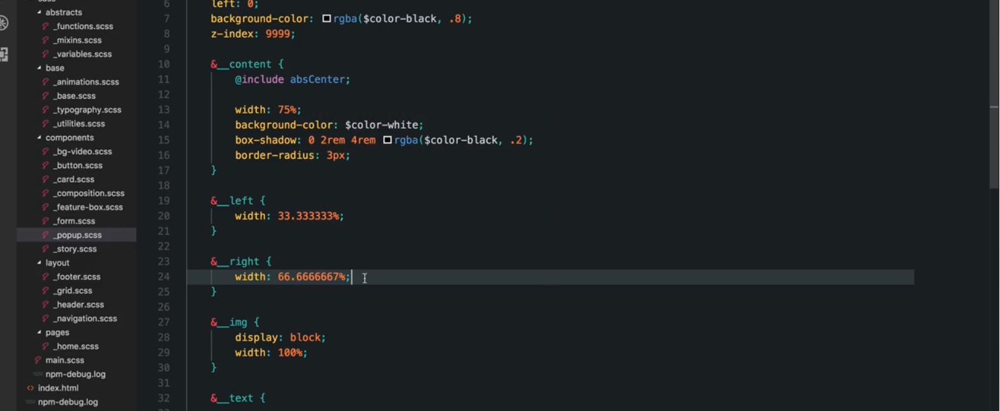 abstracts
_functions.scss
_mixins.scss
_variables.scss
base
_animations.scss
_base.scss
_typography.scss
_utilities.scss
components
_bg-video.scss
_button.scss
_card.scss
_composition.scss
_feature-box.scss
_form.scss
_popup.scss
_story.scss
layout
_footer.scss
_grid.scss
_header.scss
_navigation.scss
pages
_home.scss
main.scss
npm-debug.log
index.html
npm-debug.log
6 left: 0;
7 background-color: rgba($color-black, .8);
8 z-index: 9999;
9
10 &__content {
11 @include absCenter;
12
13 width: 75%;
14 background-color: $color-white;
15 box-shadow: 0 2rem 4rem rgba($color-black, .2);
16 border-radius: 3px;
17 }
18
19 &__left {
20 width: 33.333333%;
21 }
22
23 &__right {
24 width: 66.6666667%;
25 }
26
27 &__img {
28 display: block;
29 width: 100%;
30 }
31
32 &__text {